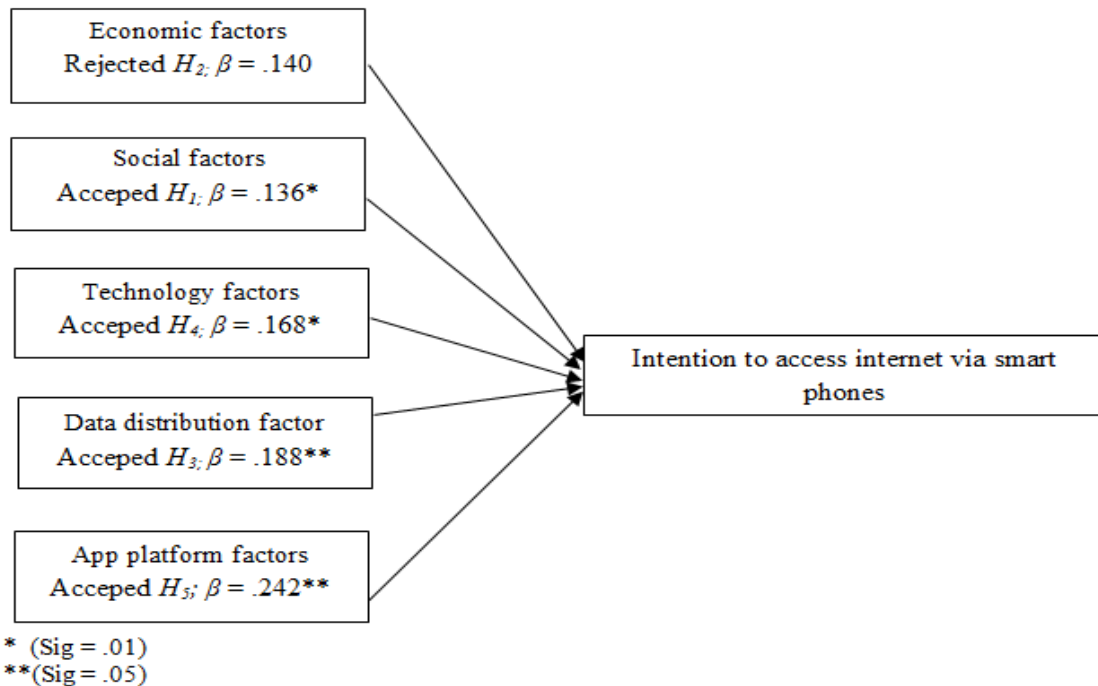 Economic factors
Rejected H2; β = .140
Social factors
Acceped H1; β = .136*
Technology factors
Acceped H4; β = .168*
Intention to access internet via smart
phones
Data distribution factor
Acceped H3; β = .188**
App platform factors
Acceped H5; β = .242**
* (Sig = .01)
**(Sig = .05)